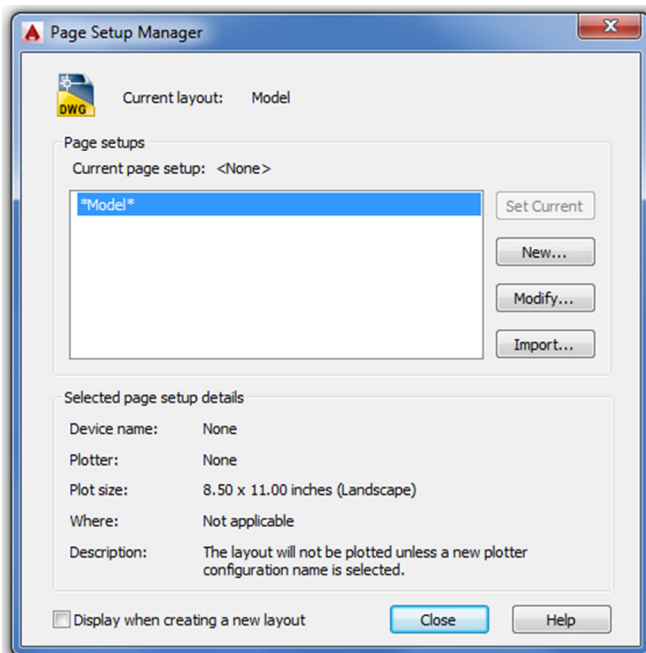 Page Setup Manager
DWG
Current layout: Model
Page setups
Current page setup: <None>
*Model*
Set Current
New...
Modify...
Import...
Selected page setup details
Device name: None
Plotter: None
Plot size: 8.50 x 11.00 inches (Landscape)
Where: Not applicable
Description: The layout will not be plotted unless a new plotter
configuration name is selected.
Display when creating a new layout
Close
Help